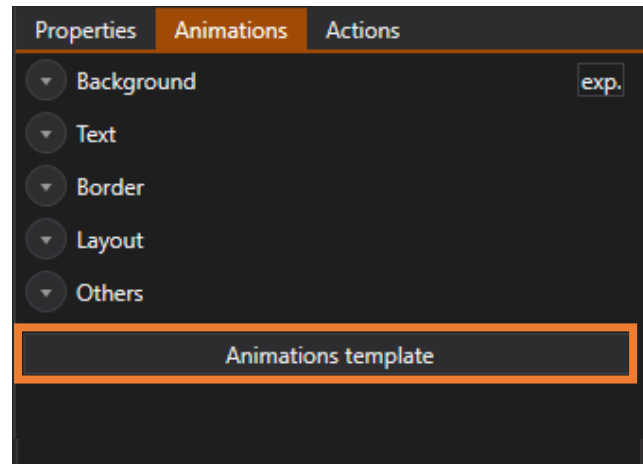 Properties Animations Actions
Background exp.
Text
Border
Layout
Others
Animations template